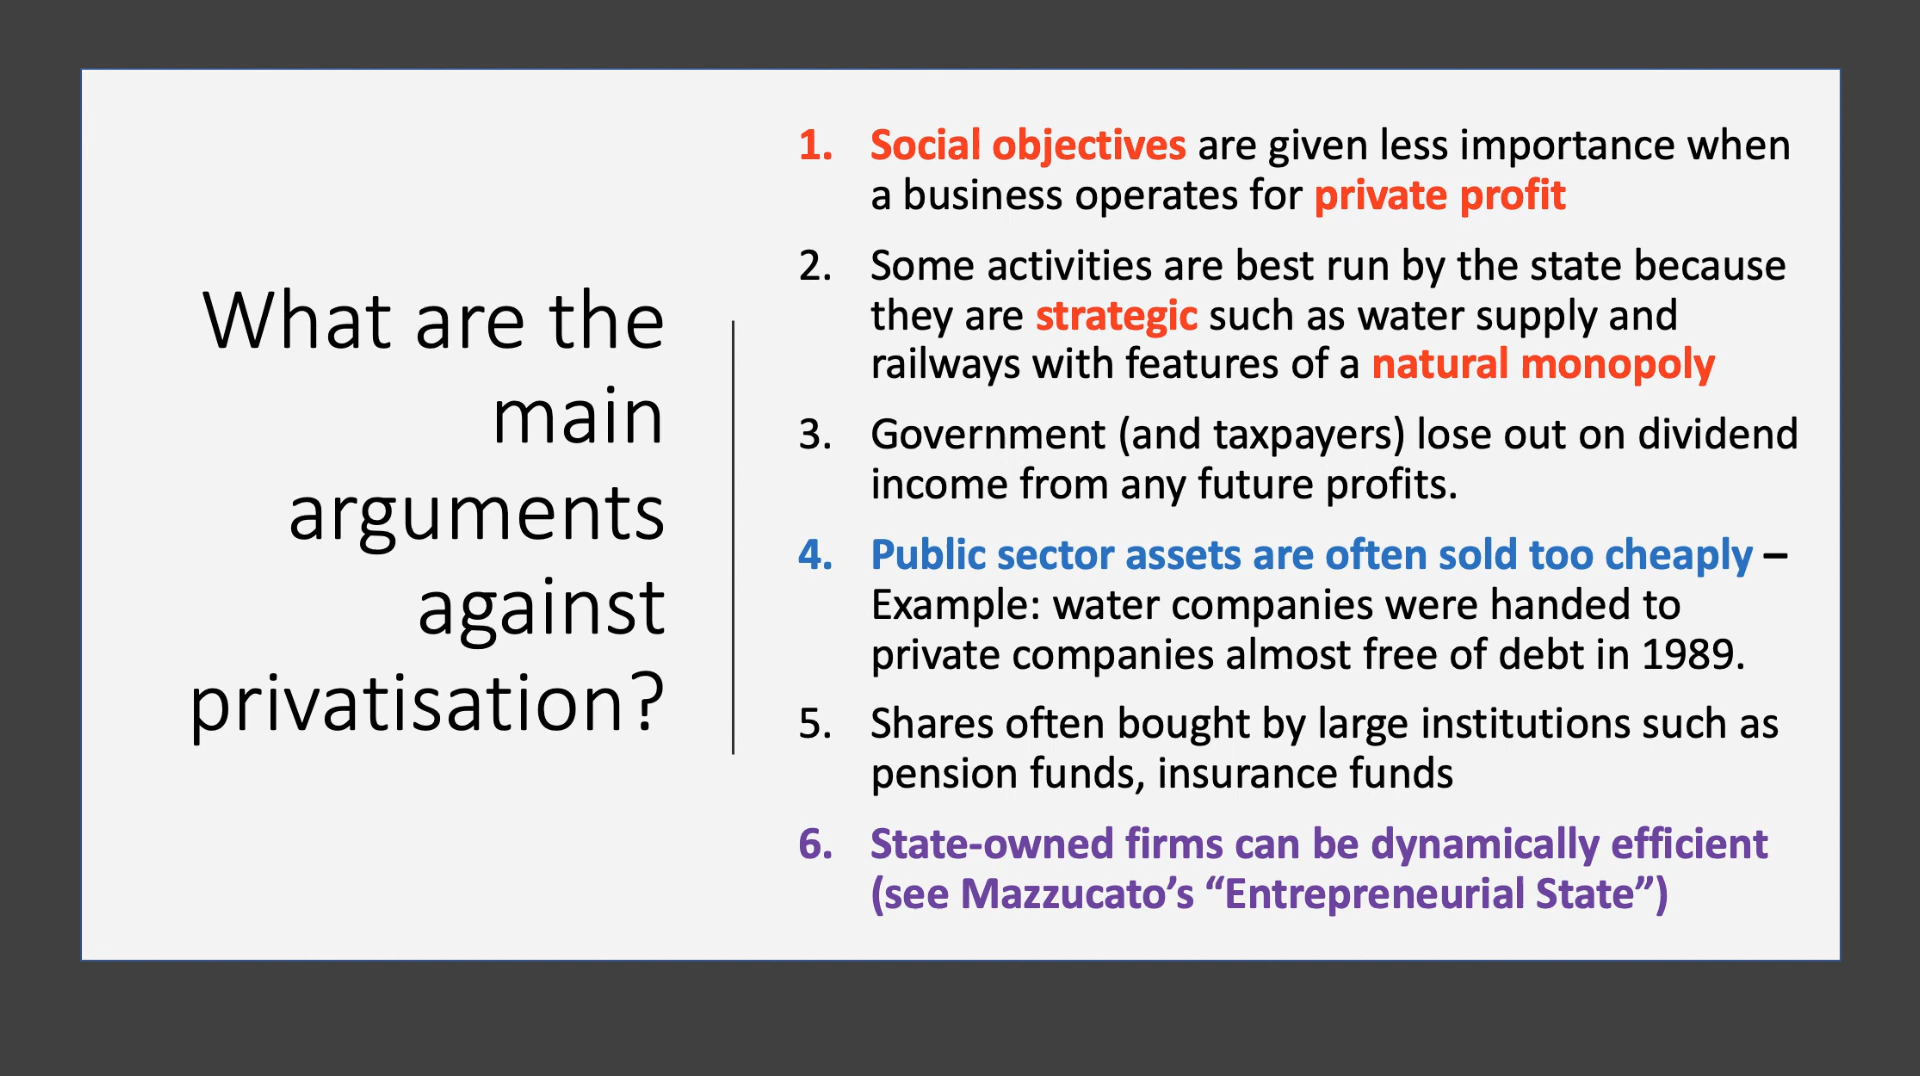 What are the
main
arguments
against
privatisation?
1. Social objectives are given less importance when
a business operates for private profit
2. Some activities are best run by the state because
they are strategic such as water supply and
railways with features of a natural monopoly
3. Government (and taxpayers) lose out on dividend
income from any future profits.
4. Public sector assets are often sold too cheaply –
Example: water companies were handed to
private companies almost free of debt in 1989.
5. Shares often bought by large institutions such as
pension funds, insurance funds
6. State-owned firms can be dynamically efficient
(see Mazzucato’s “Entrepreneurial State”)